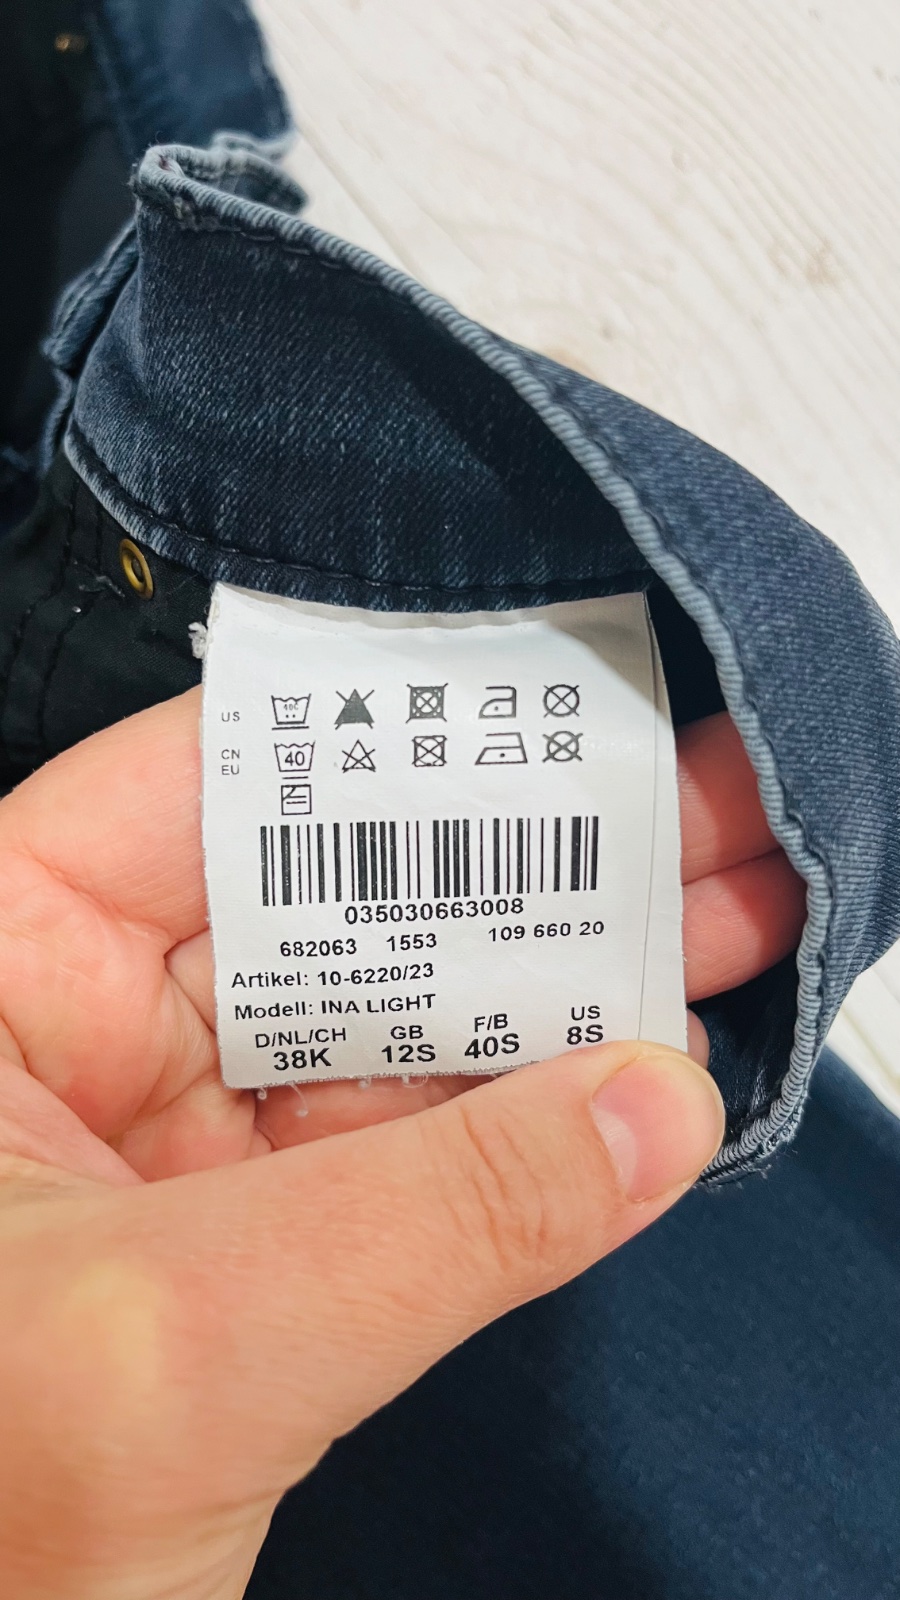 US
40C
CN
EU
40
035030663008
682063 1553 109 660 20
Artikel: 10-6220/23
Modell: INA LIGHT
D/NL/CH GB F/B US
38K 12S 40S 8S